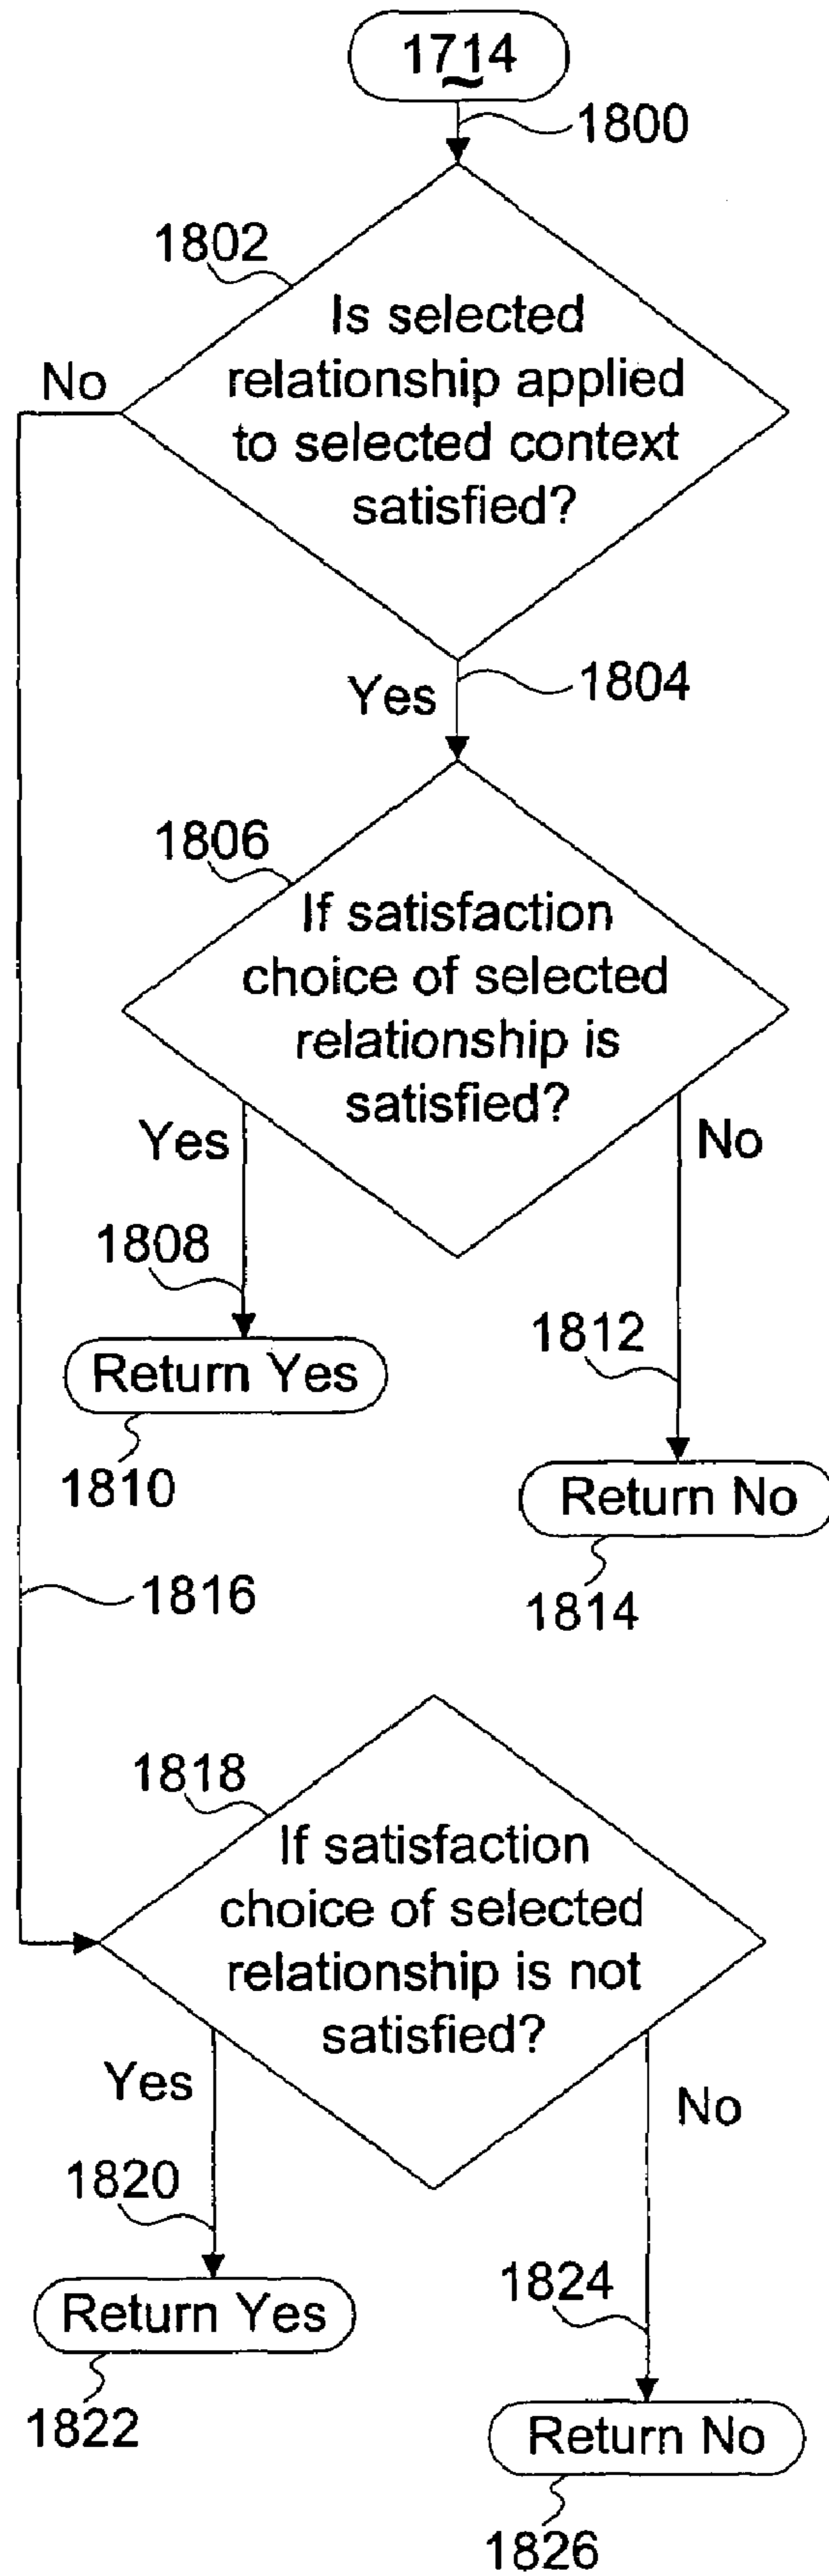 1714
1800
1802
Is selected
relationship applied
to selected context
satisfied?
No
Yes
1804
1806
If satisfaction
choice of selected
relationship is
satisfied?
Yes
No
1808
1812
Return Yes
1810
Return No
1814
1816
1818
If satisfaction
choice of selected
relationship is not
satisfied?
Yes
No
1820
1824
Return Yes
1822
Return No
1826